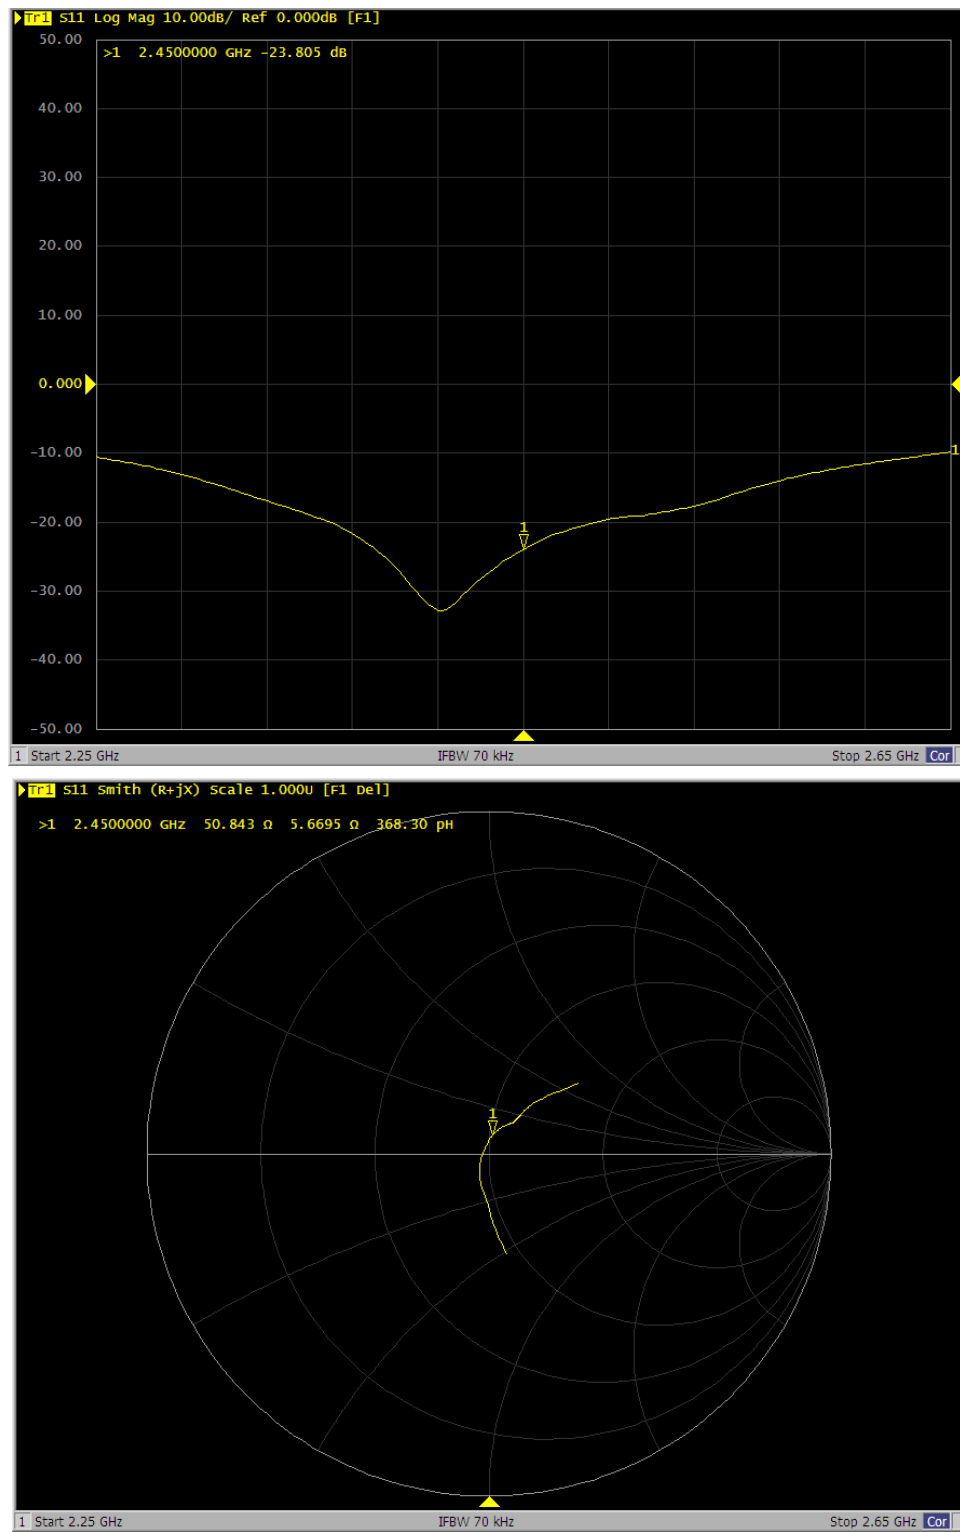 Tr1 S11 Log Mag 10.00dB/ Ref 0.000dB [F1]
50.00
>1 2.4500000 GHz -23.805 dB
40.00
30.00
20.00
10.00
0.000
-10.00
1
-20.00
1
-30.00
-40.00
-50.00
1 Start 2.25 GHz IFBW 70 kHz Stop 2.65 GHz Cor
Tr1 S11 Smith (R+jX) Scale 1.000U [F1 Del]
>1 2.4500000 GHz 50.843 Ω 5.6695 Ω 368.30 pH
1
1 Start 2.25 GHz IFBW 70 kHz Stop 2.65 GHz Cor